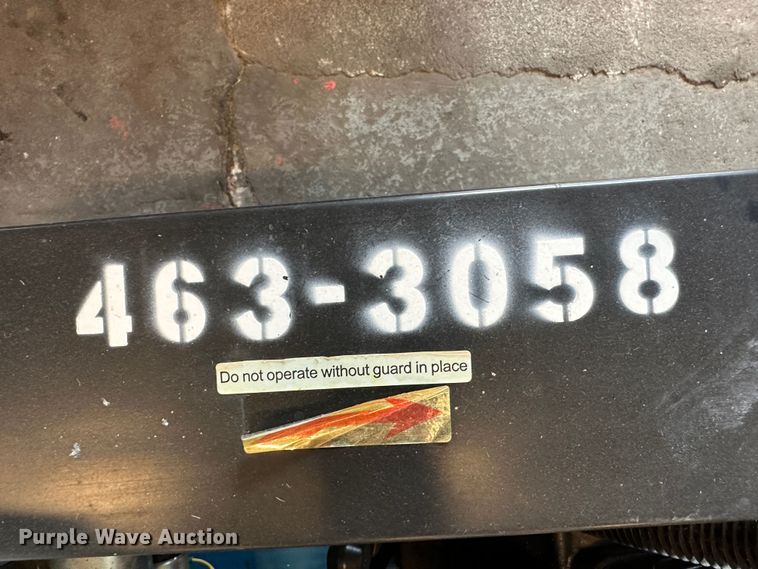 463-3058
Do not operate without guard in place
Purple Wave Auction